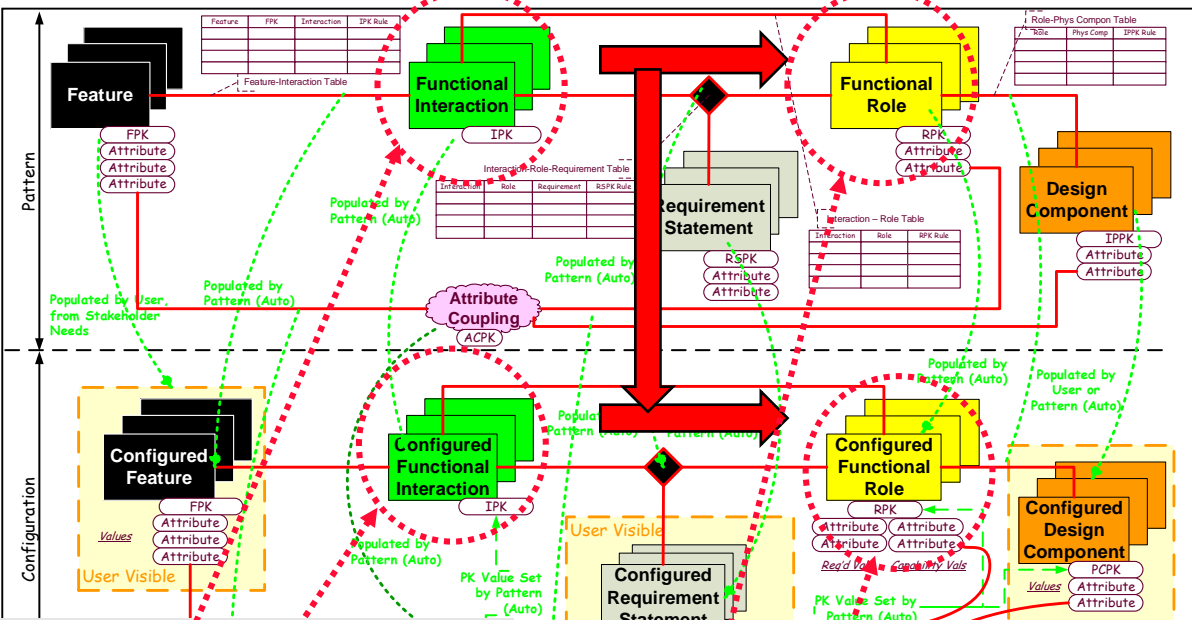 Feature FPK Interaction IPK Rule
Feature-Interaction Table
Role-Phys Compon Table
Role Phys Comp IPPK Rule
Feature
Functional
Interaction
Functional
Role
FPK
Attribute
Attribute
Attribute
IPK
RPK
Attribute
Attribute
Pattern
Interaction-Role-Requirement Table
Interaction Role Requirement RSPK Rule
Requirement
Statement
Design
Component
Populated by
Pattern (Auto)
Interaction – Role Table
Interaction Role RPK Rule
IPPK
Attribute
Attribute
RSPK
Attribute
Attribute
Populated by
Pattern (Auto)
Populated by User,
from Stakeholder
Needs
Populated by
Pattern (Auto)
Attribute
Coupling
ACPK
Populated by
Pattern (Auto)
Populated by
User or
Pattern (Auto)
Configuration
Configured
Feature
Configured
Functional
Interaction
Pattern (Auto)
Pattern (Auto)
Configured
Functional
Role
Configured
Design
Component
FPK
Attribute
Attribute
Attribute
Values
User Visible
IPK
Populated by
Pattern (Auto)
PK Value Set
by Pattern
(Auto)
User Visible
Configured
Requirement
Statement
RPK
Attribute Attribute
Attribute Attribute
Req'd Vals Capability Vals
PK Value Set by
Pattern (Auto)
PCPK
Values
Attribute
Attribute